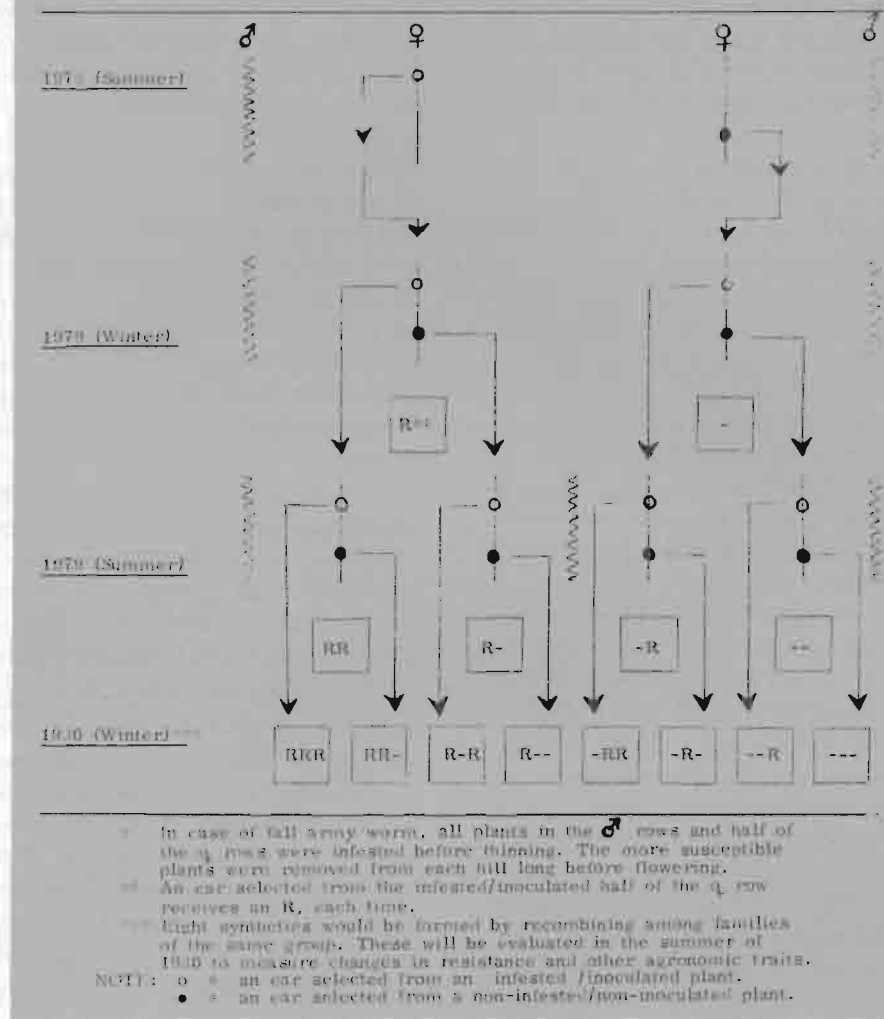 ♂ ♀ ♀ ♂
(Summer)
1979 (Winter)
R** -
1979 (Summer)
RR R- -R --
1980 (Winter)***
RRR RR- R-R R-- -RR -R- --R ---
* In case of fall army worm, all plants in the ♂ rows and half of
the ♀ rows were infested before thinning. The more susceptible
plants were removed from each hill long before flowering.
** An ear selected from the infested/inoculated half of the ♀ row
receives an R, each time.
*** Eight synthetics would be formed by recombining among families
of the same group. These will be evaluated in the summer of
1980 to measure changes in resistance and other agronomic traits.
NOTE: o = an ear selected from an infested/inoculated plant.
● = an ear selected from a non-infested/non-inoculated plant.